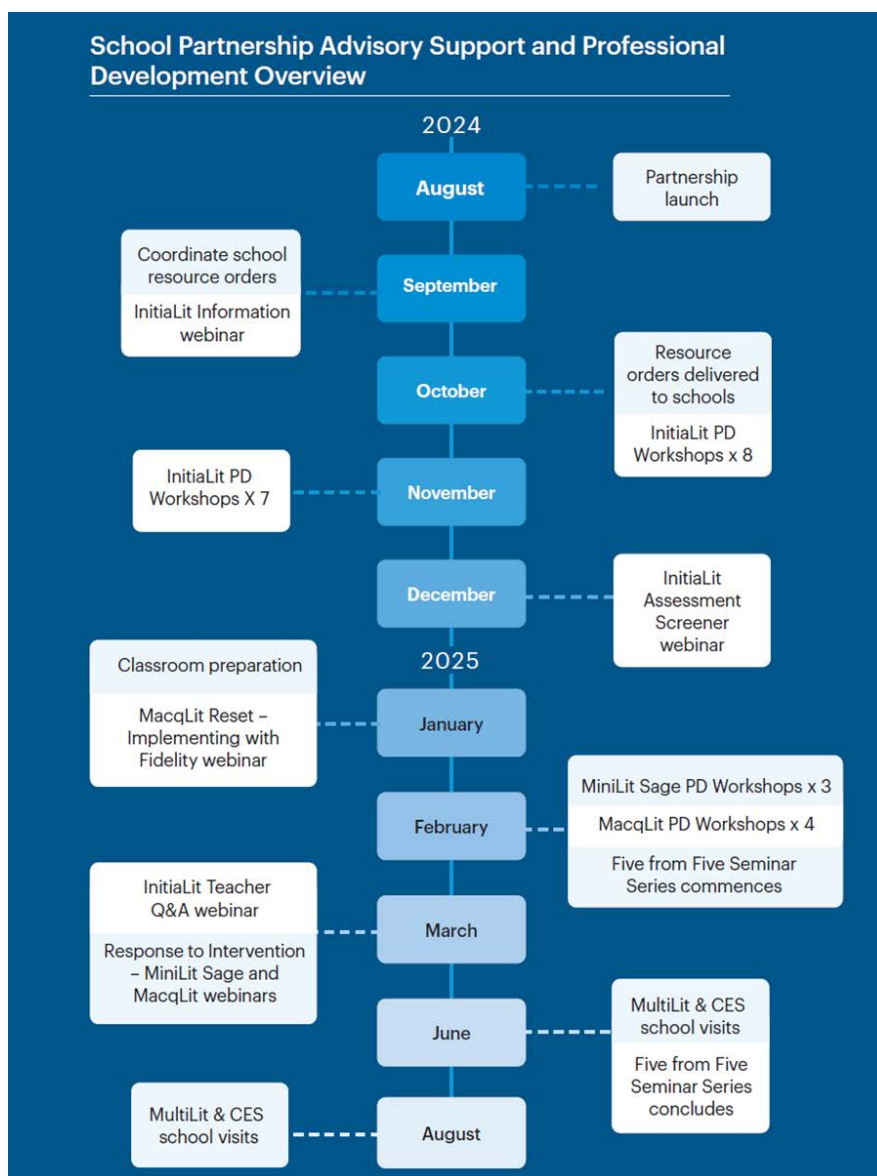 School Partnership Advisory Support and Professional
Development Overview
2024
August
Partnership
launch
Coordinate school
resource orders
InitiaLit Information
webinar
September
October
Resource
orders delivered
to schools
InitiaLit PD
Workshops x 8
InitiaLit PD
Workshops X 7
November
December
InitiaLit
Assessment
Screener
webinar
2025
Classroom preparation
MacqLit Reset –
Implementing with
Fidelity webinar
January
February
MiniLit Sage PD Workshops x 3
MacqLit PD Workshops x 4
Five from Five Seminar
Series commences
InitiaLit Teacher
Q&A webinar
Response to Intervention
– MiniLit Sage and
MacqLit webinars
March
June
MultiLit & CES
school visits
Five from Five
Seminar Series
concludes
MultiLit & CES
school visits
August